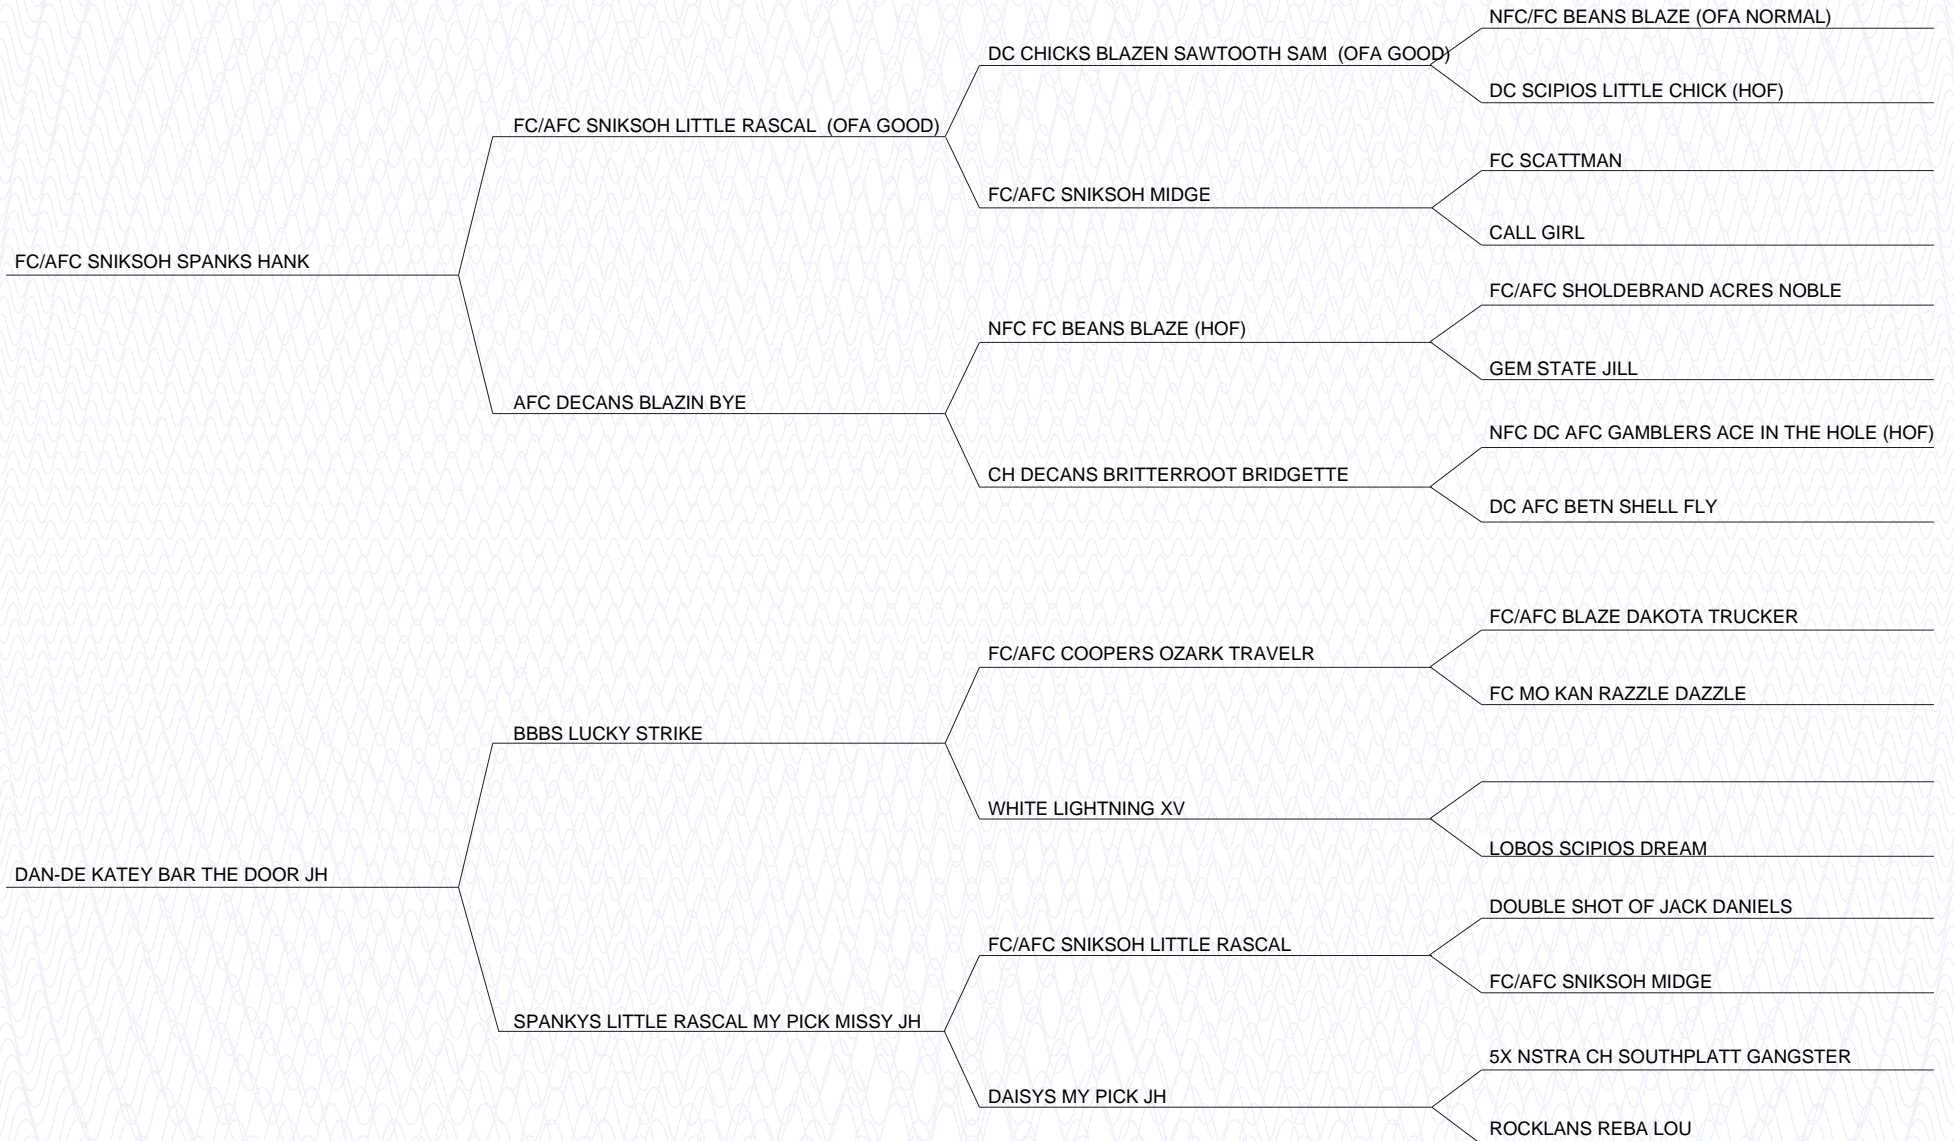 NFC/FC BEANS BLAZE (OFA NORMAL)
DC CHICKS BLAZEN SAWTOOTH SAM (OFA GOOD)
DC SCIPIOS LITTLE CHICK (HOF)
FC/AFC SNIKSOH LITTLE RASCAL (OFA GOOD)
FC SCATTMAN
FC/AFC SNIKSOH MIDGE
CALL GIRL
FC/AFC SNIKSOH SPANKS HANK
FC/AFC SHOLDEBRAND ACRES NOBLE
NFC FC BEANS BLAZE (HOF)
GEM STATE JILL
AFC DECANS BLAZIN BYE
NFC DC AFC GAMBLERS ACE IN THE HOLE (HOF)
CH DECANS BRITTERROOT BRIDGETTE
DC AFC BETN SHELL FLY
FC/AFC BLAZE DAKOTA TRUCKER
FC/AFC COOPERS OZARK TRAVELR
FC MO KAN RAZZLE DAZZLE
BBBS LUCKY STRIKE
WHITE LIGHTNING XV
LOBOS SCIPIOS DREAM
DAN-DE KATEY BAR THE DOOR JH
DOUBLE SHOT OF JACK DANIELS
FC/AFC SNIKSOH LITTLE RASCAL
FC/AFC SNIKSOH MIDGE
SPANKYS LITTLE RASCAL MY PICK MISSY JH
5X NSTRA CH SOUTHPLATT GANGSTER
DAISYS MY PICK JH
ROCKLANS REBA LOU